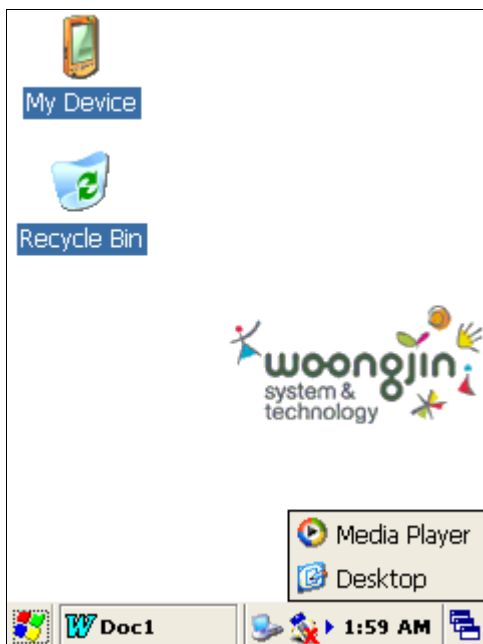 My Device
Recycle Bin
woongjin
system &
technology
Media Player
Desktop
Doc1
1:59 AM